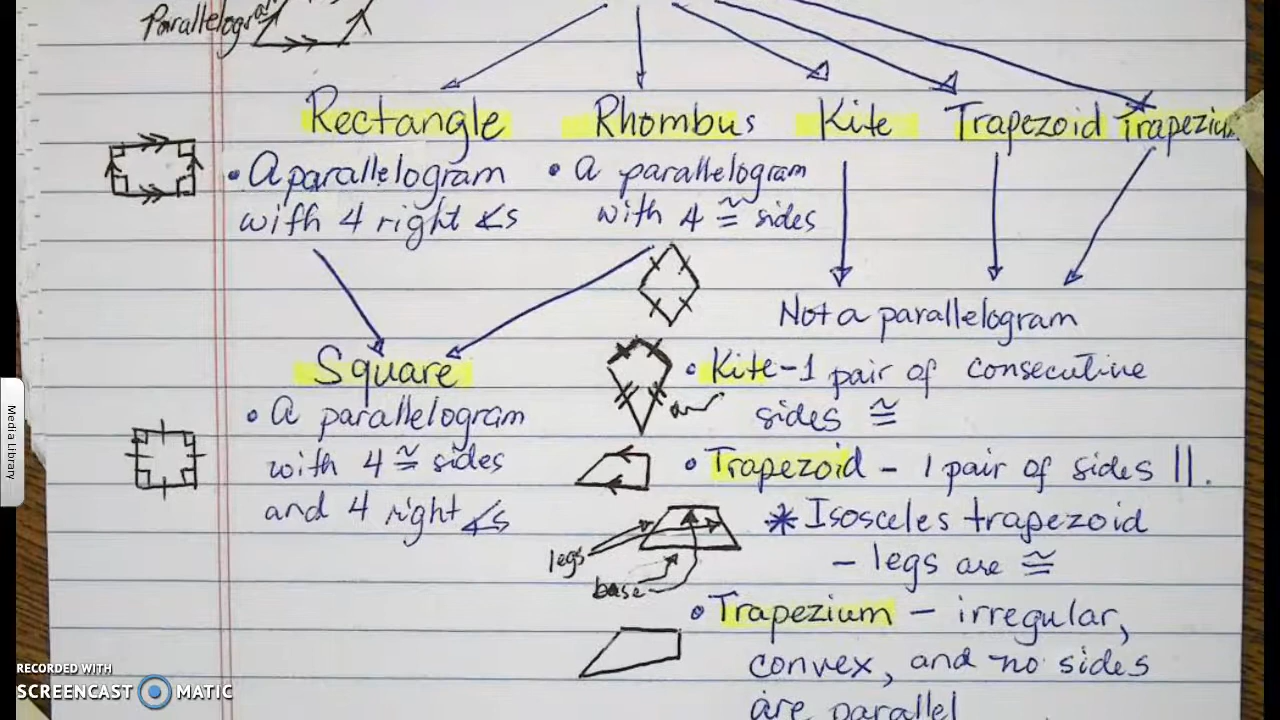 Parallelogram
Rectangle
• A parallelogram
with 4 right ∡s
Rhombus
• A parallelogram
with 4 ≅ sides
Kite
Trapezoid
Trapezium
Not a parallelogram
Square
• A parallelogram
with 4 ≅ sides
and 4 right ∡s
• Kite - 1 pair of consecutive
sides ≅
• Trapezoid - 1 pair of sides ||.
* Isosceles trapezoid
- legs are ≅
legs
base
• Trapezium - irregular,
convex, and no sides
are parallel
Media Library
RECORDED WITH
SCREENCAST MATIC